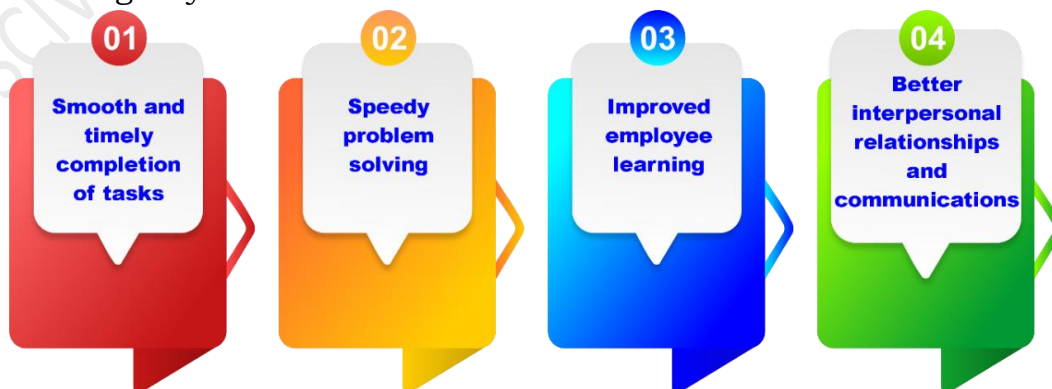 01
Smooth and
timely
completion
of tasks
02
Speedy
problem
solving
03
Improved
employee
learning
04
Better
interpersonal
relationships
and
communications